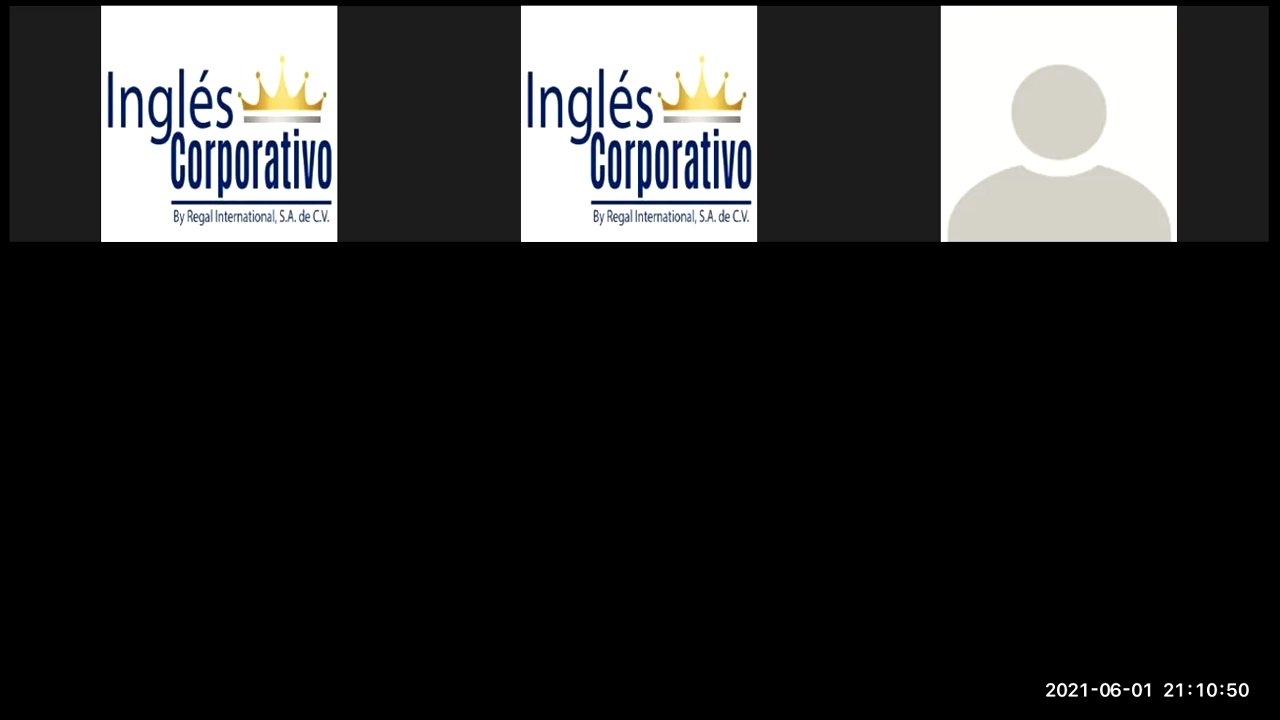 Inglés
Corporativo
By Regal International, S.A. de C.V.
Inglés
Corporativo
By Regal International, S.A. de C.V.
2021-06-01 21:10:50